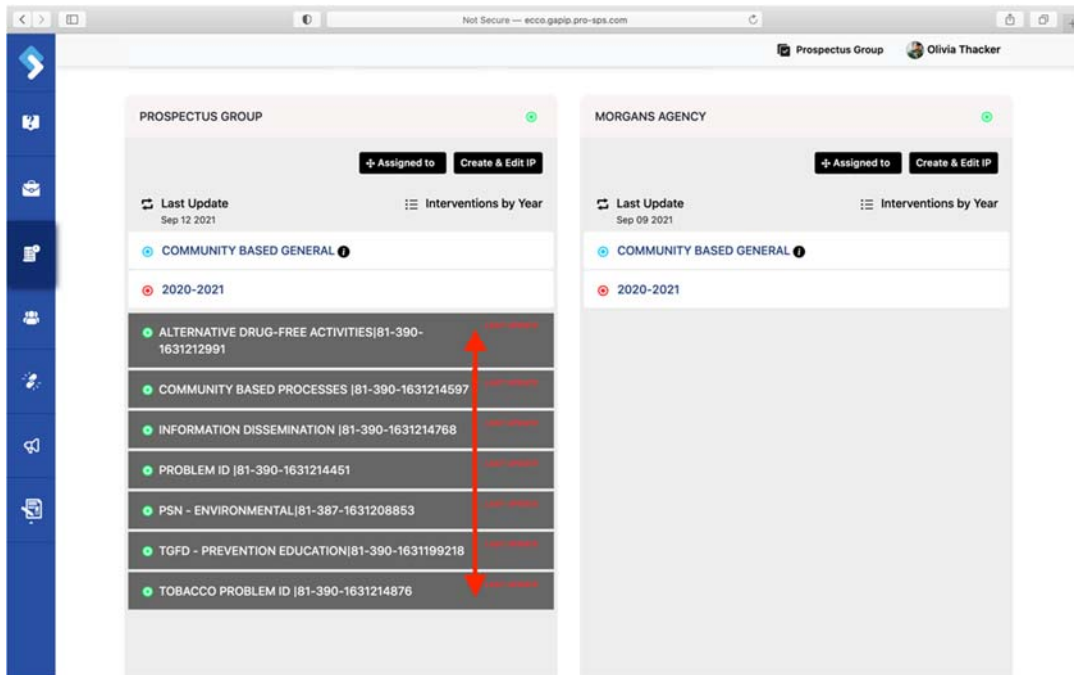 Not Secure — ecco.gapip.pro-sps.com
Prospectus Group
Olivia Thacker
PROSPECTUS GROUP
Assigned to
Create & Edit IP
Last Update
Interventions by Year
Sep 12 2021
COMMUNITY BASED GENERAL
2020-2021
ALTERNATIVE DRUG-FREE ACTIVITIES|81-390-
1631212991
COMMUNITY BASED PROCESSES |81-390-1631214597
INFORMATION DISSEMINATION |81-390-1631214768
PROBLEM ID |81-390-1631214451
PSN - ENVIRONMENTAL|81-387-1631208853
TGFD - PREVENTION EDUCATION|81-390-1631199218
TOBACCO PROBLEM ID |81-390-1631214876
MORGANS AGENCY
Assigned to
Create & Edit IP
Last Update
Interventions by Year
Sep 09 2021
COMMUNITY BASED GENERAL
2020-2021